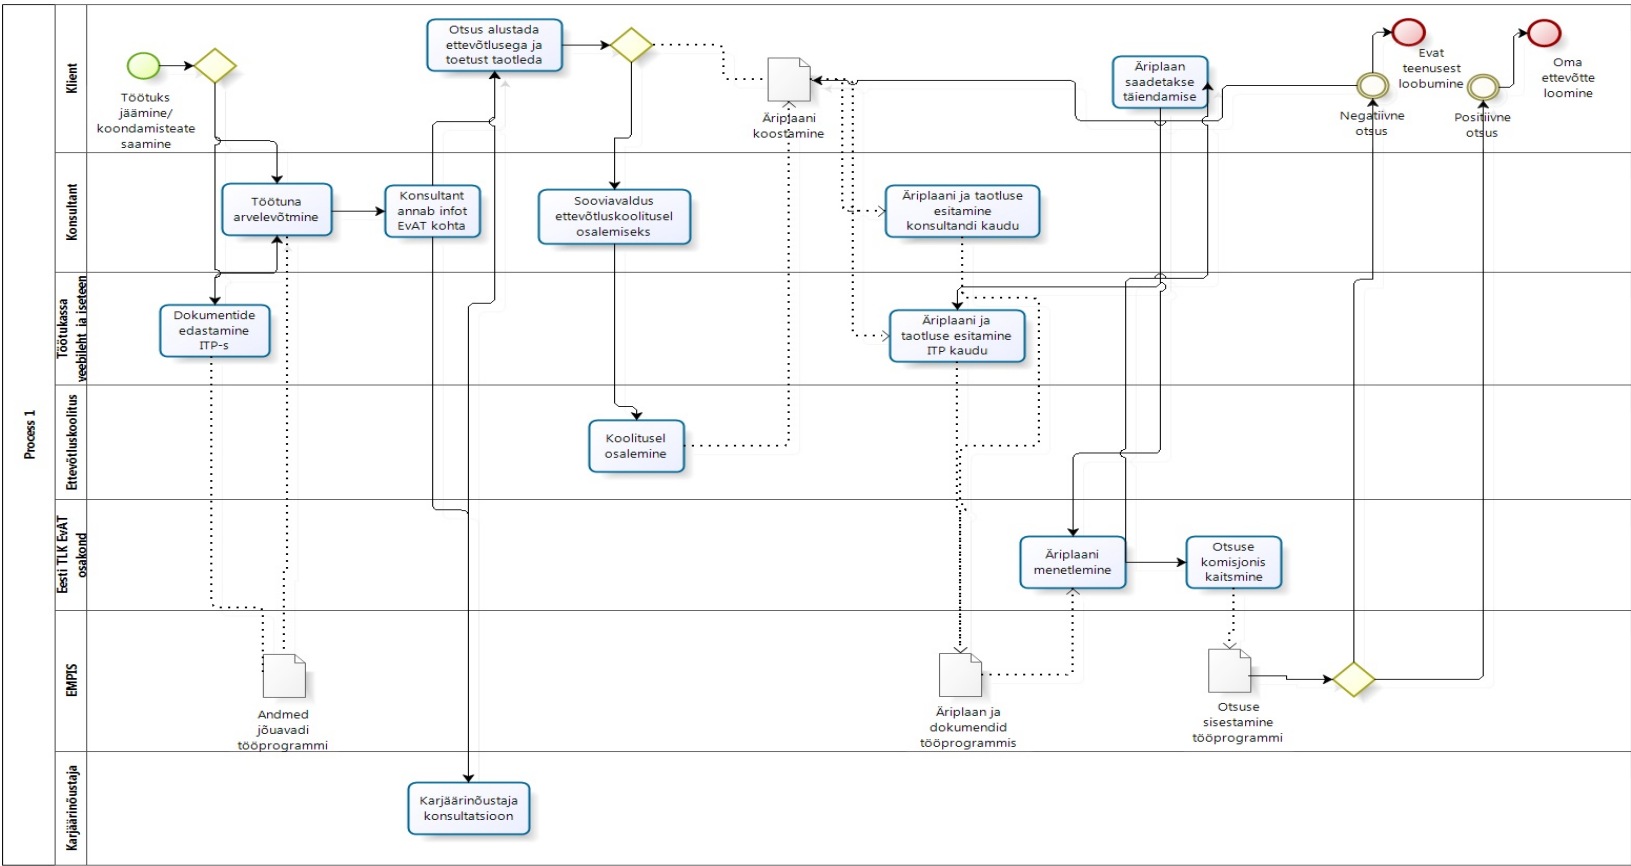 Process 1
Klient
Töötuks
jäämine/
koondamisteate
saamine
Otsus alustada
ettevõtlusega ja
toetust taotleda
Äriplaani
koostamine
Äriplaan
saadetakse
täiendamise
Evat
teenusest
loobumine
Negatiivne
otsus
Oma
ettevõtte
loomine
Positiivne
otsus
Konsultant
Töötuna
arvelevõtmine
Konsultant
annab infot
EvAT kohta
Sooviavaldus
ettevõtluskoolitusel
osalemiseks
Äriplaani ja taotluse
esitamine
konsultandi kaudu
Töötukassa
veebileht ja iseteen
Dokumentide
edastamine
ITP-s
Äriplaani ja
taotluse esitamine
ITP kaudu
Ettevõtluskoolitus
Koolitusel
osalemine
Eesti TLK EvAT
osakond
Äriplaani
menetlemine
Otsuse
komisjonis
kaitsmine
EMPIS
Andmed
jõuavadi
tööprogrammi
Äriplaan ja
dokumendid
tööprogrammis
Otsuse
sisestamine
tööprogrammi
Karjäärinõustaja
Karjäärinõustaja
konsultatsioon